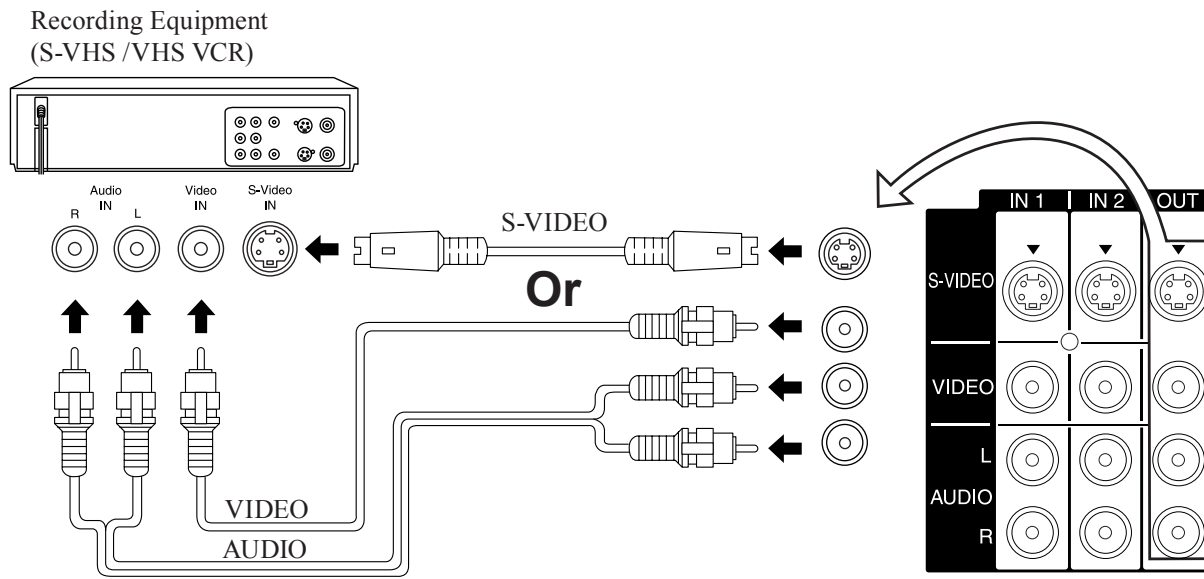 Recording Equipment
(S-VHS /VHS VCR)
Audio
IN
R
L
Video
IN
S-Video
IN
S-VIDEO
Or
VIDEO
AUDIO
IN 1
IN 2
OUT
S-VIDEO
VIDEO
L
AUDIO
R